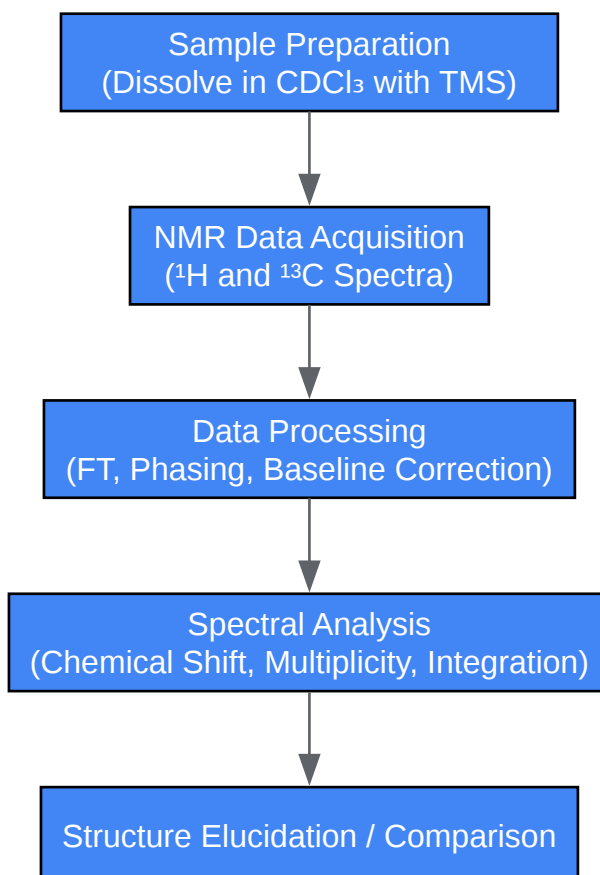 Sample Preparation
(Dissolve in CDCl₃ with TMS)
NMR Data Acquisition
(¹H and ¹³C Spectra)
Data Processing
(FT, Phasing, Baseline Correction)
Spectral Analysis
(Chemical Shift, Multiplicity, Integration)
Structure Elucidation / Comparison